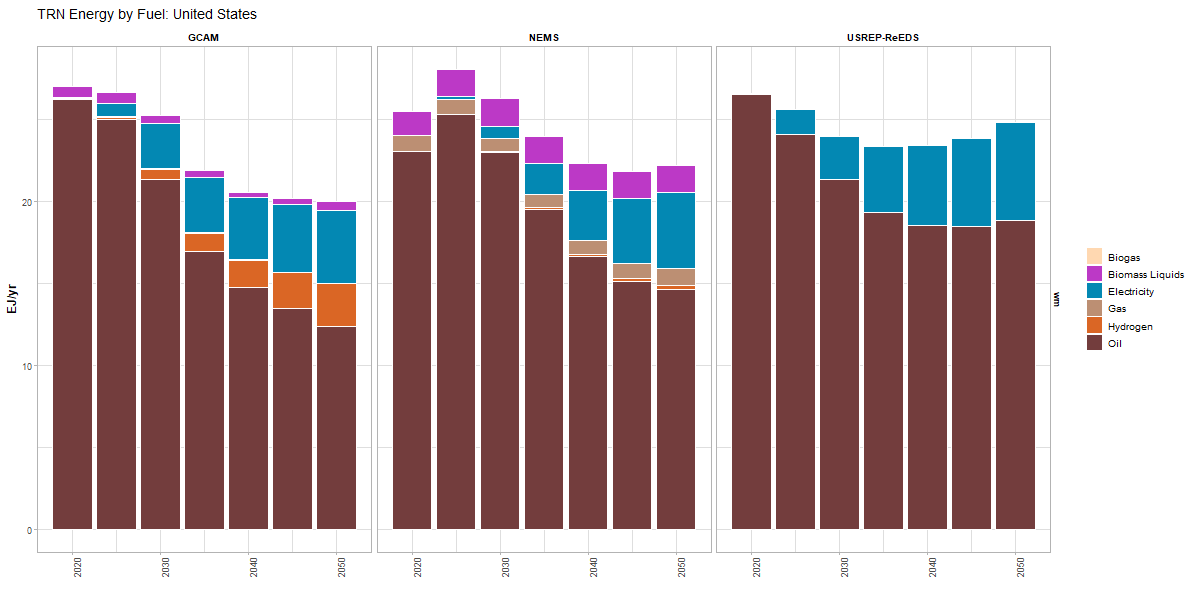 TRN Energy by Fuel: United States
GCAM
NEMS
USREP-ReEDS
EJ/yr
20
10
0
wm
2020
2030
2040
2050
2020
2030
2040
2050
2020
2030
2040
2050
Biogas
Biomass Liquids
Electricity
Gas
Hydrogen
Oil